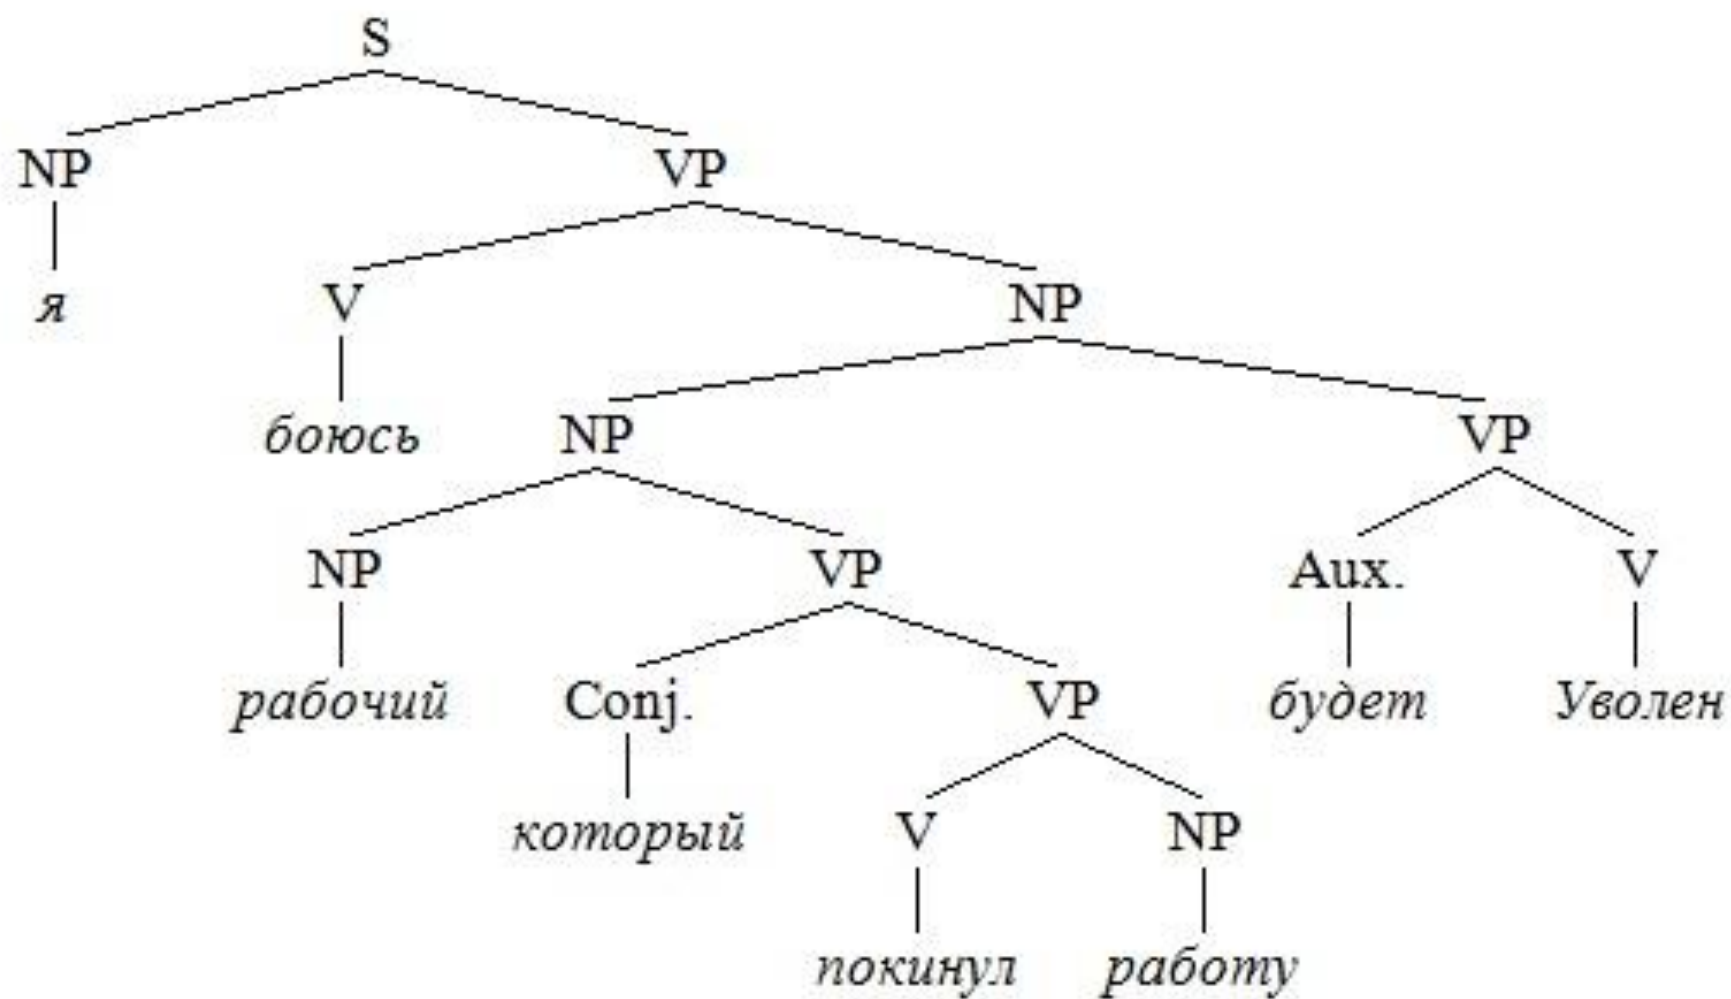 S
NP VP
я V NP
боюсь NP VP
NP VP Aux. V
рабочий Conj. VP будет Уволен
который V NP
покинул работу